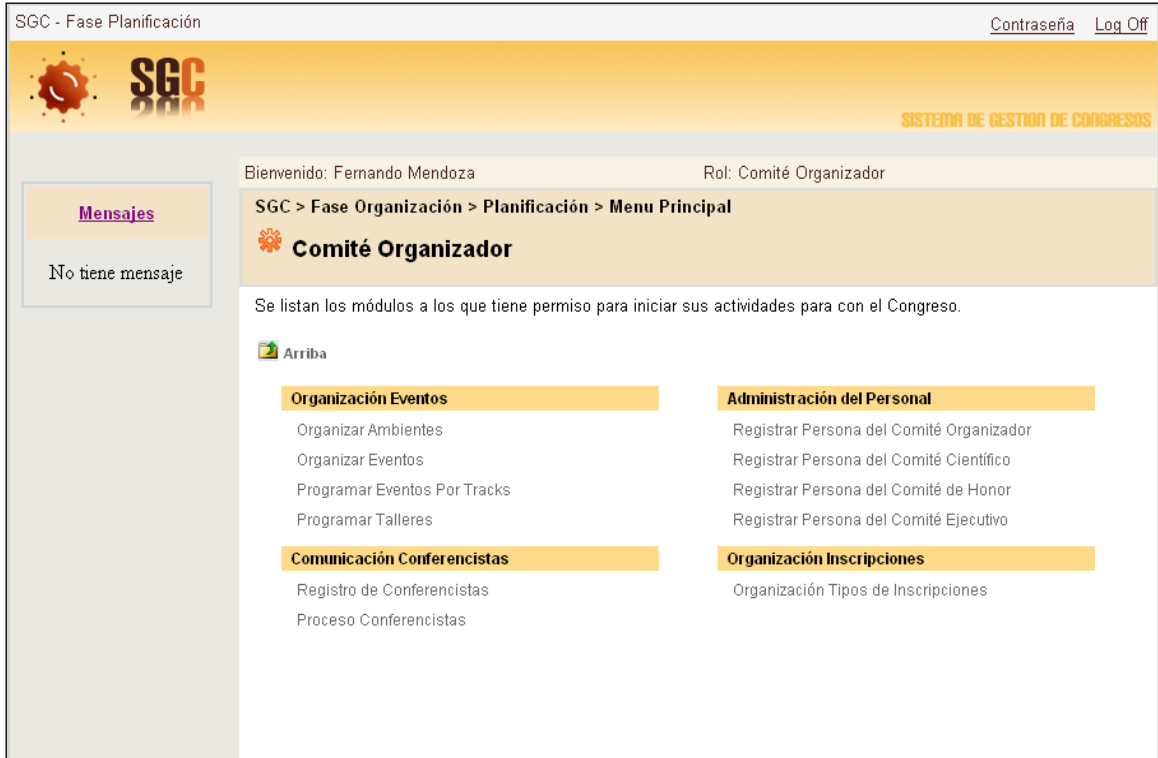 SGC - Fase Planificación
Contraseña Log Off
SGC
SISTEMA DE GESTION DE CONGRESOS
Bienvenido: Fernando Mendoza
Rol: Comité Organizador
Mensajes
No tiene mensaje
SGC > Fase Organización > Planificación > Menu Principal
Comité Organizador
Se listan los módulos a los que tiene permiso para iniciar sus actividades para con el Congreso.
Arriba
Organización Eventos
Organizar Ambientes
Organizar Eventos
Programar Eventos Por Tracks
Programar Talleres
Administración del Personal
Registrar Persona del Comité Organizador
Registrar Persona del Comité Científico
Registrar Persona del Comité de Honor
Registrar Persona del Comité Ejecutivo
Comunicación Conferencistas
Registro de Conferencistas
Proceso Conferencistas
Organización Inscripciones
Organización Tipos de Inscripciones